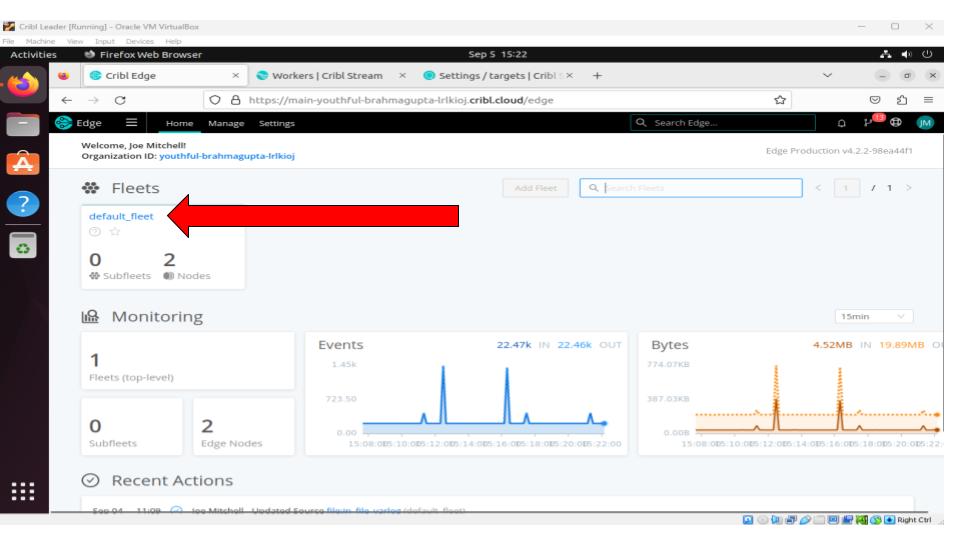 Cribl Leader [Running] - Oracle VM VirtualBox
File Machine View Input Devices Help
Activities Firefox Web Browser Sep 5 15:22
Cribl Edge × Workers | Cribl Stream × Settings / targets | Cribl S × +
https://main-youthful-brahmagupta-lrlkioj.cribl.cloud/edge
Edge Home Manage Settings Search Edge... 13 JM
Welcome, Joe Mitchell!
Organization ID: youthful-brahmagupta-lrlkioj
Edge Production v4.2.2-98ea44f1
Fleets Add Fleet Search Fleets < 1 / 1 >
default_fleet
0 2
Subfleets Nodes
Monitoring 15min
1
Fleets (top-level)
0 2
Subfleets Edge Nodes
Events 22.47k IN 22.46k OUT
1.45k
723.50
0.00
15:08:00 15:10:00 15:12:00 15:14:00 15:16:00 15:18:00 15:20:00 15:22:00
Bytes 4.52MB IN 19.89MB O
774.07KB
387.03KB
0.00B
15:08:00 15:10:00 15:12:00 15:14:00 15:16:00 15:18:00 15:20:00 15:22:
Recent Actions
Sep 04 11:09 Joe Mitchell Updated Source file:in_file_varlog (default_fleet)
Right Ctrl